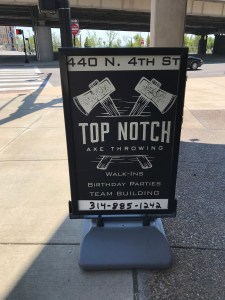 440 N. 4TH ST
TOP NOTCH
AXE THROWING
WALK-INS
BIRTHDAY PARTIES
TEAM BUILDING
314-885-1242